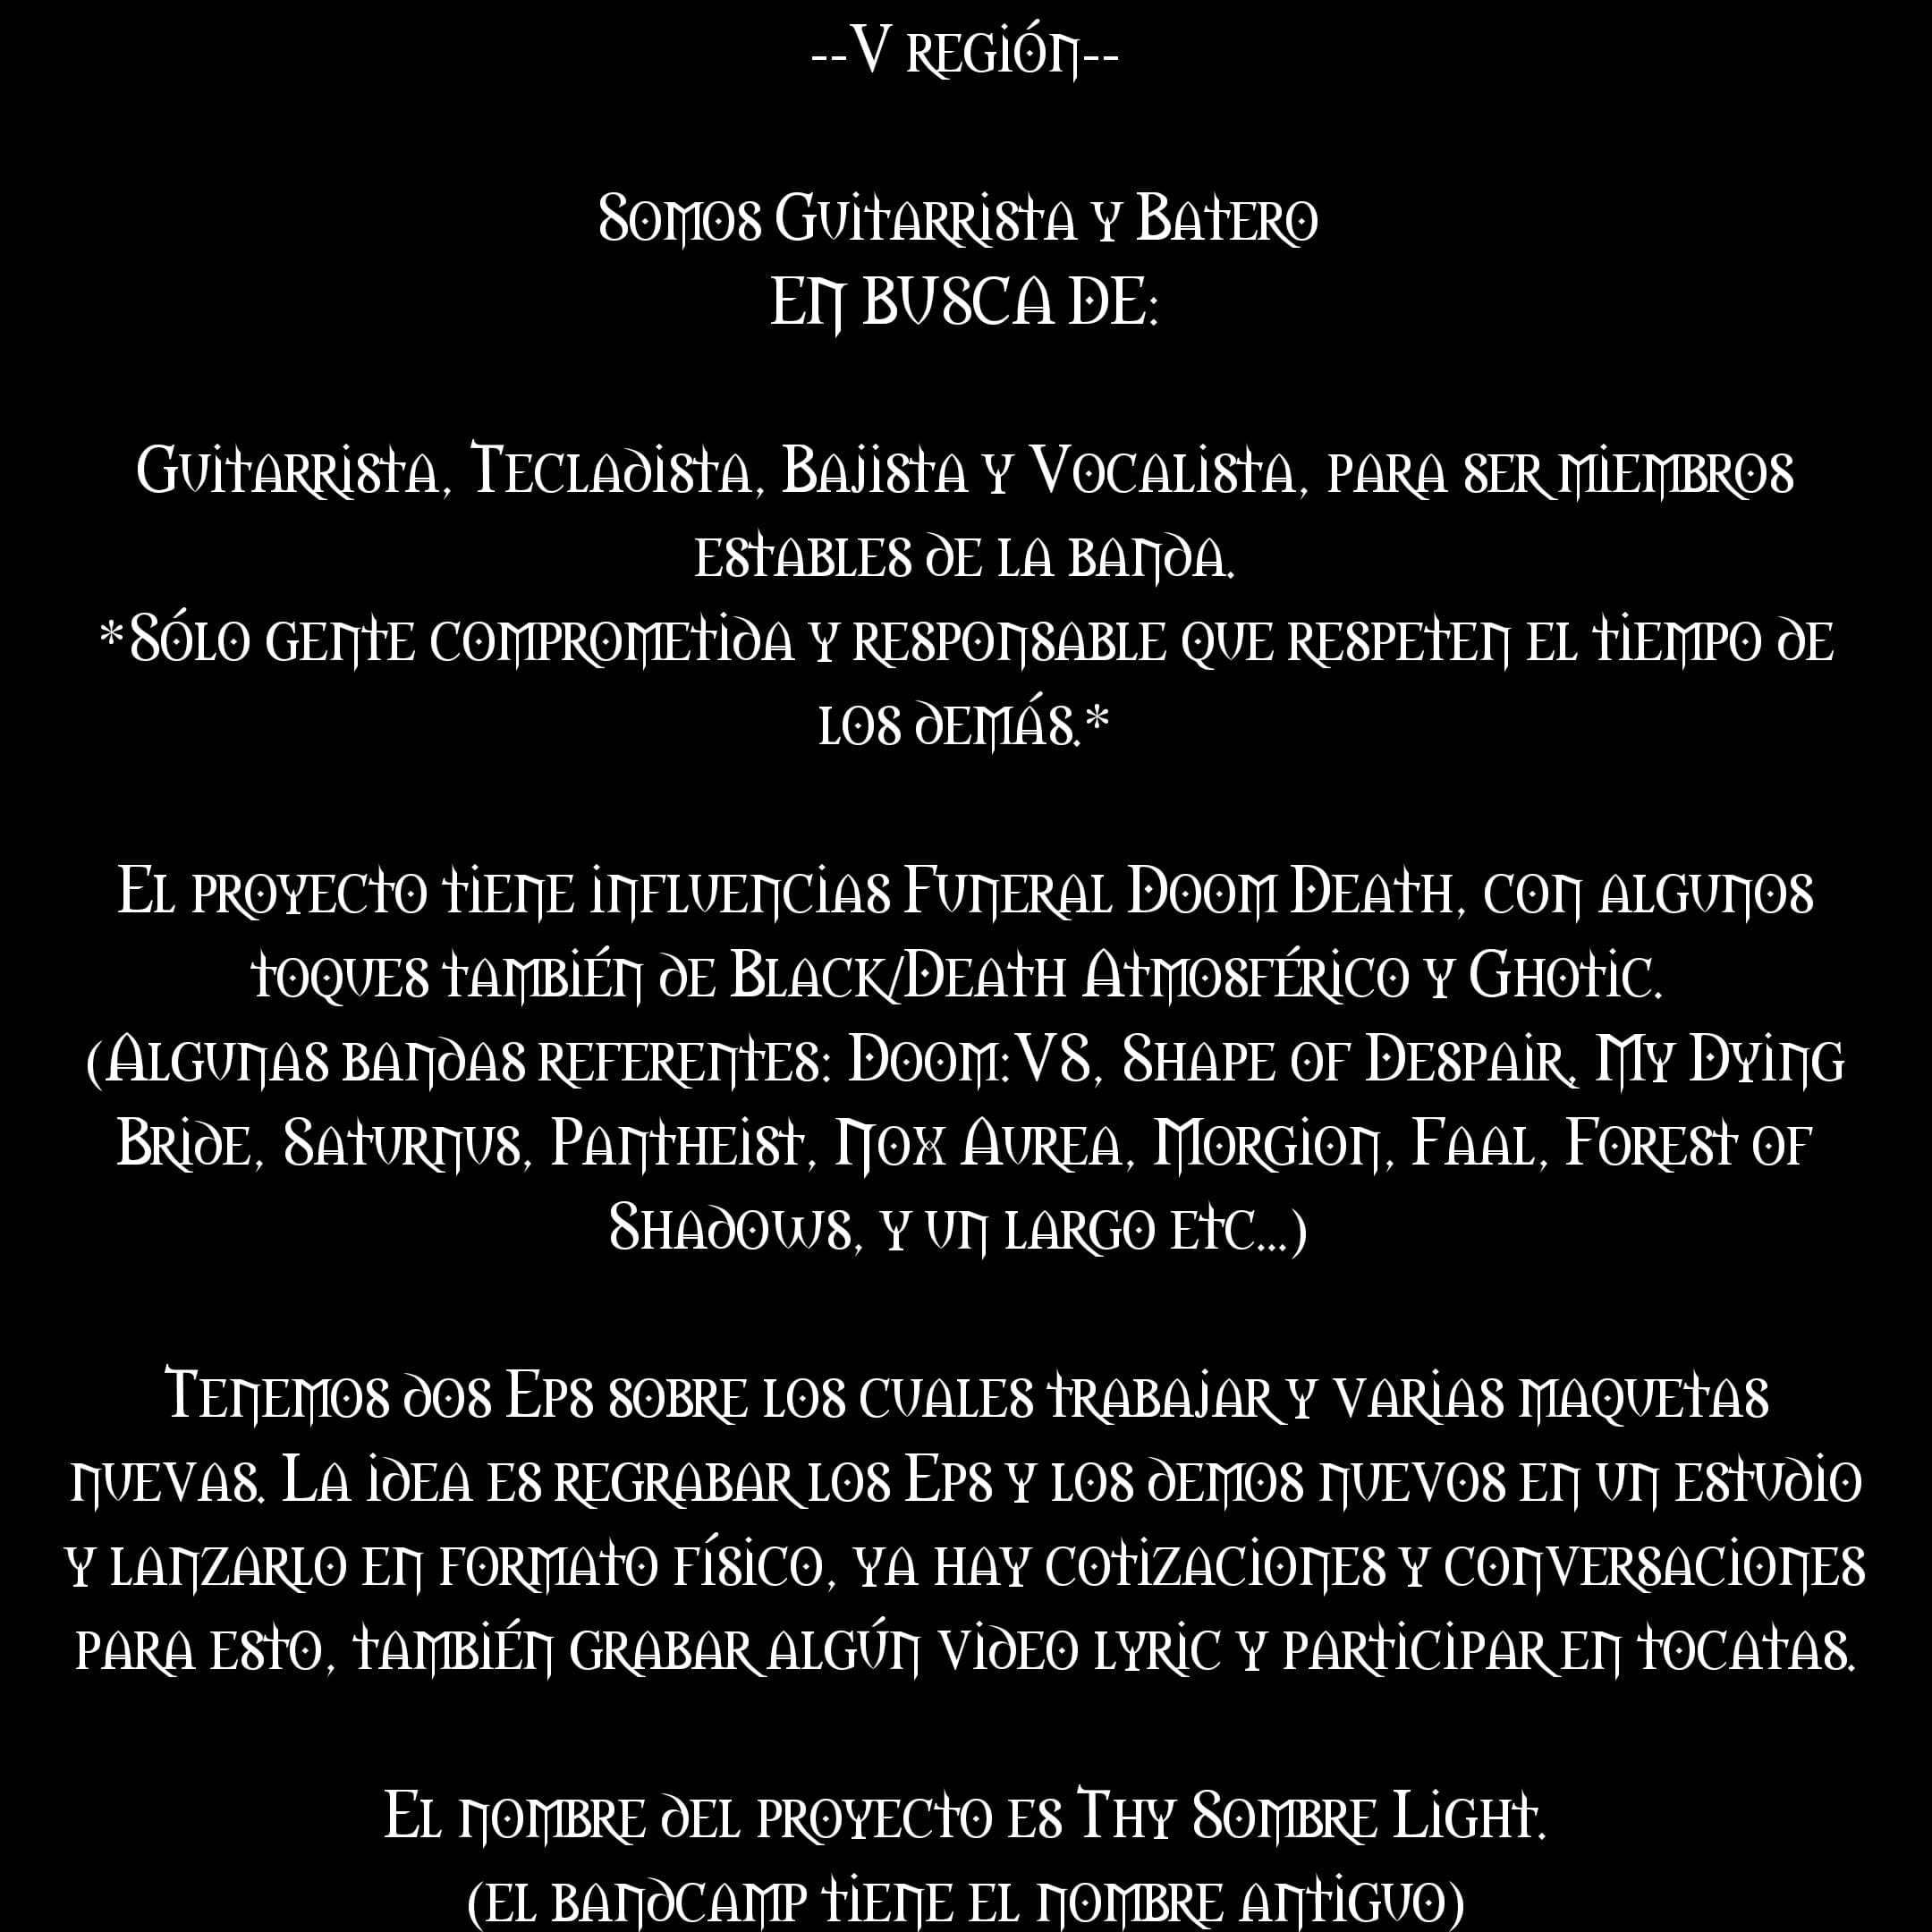 --V región--
Somos Guitarrista y Batero
EN BUSCA DE:
Guitarrista, Tecladista, Bajista y Vocalista, para ser miembros
estables de la banda.
*Sólo gente comprometida y responsable que respeten el tiempo de
los demás.*
El proyecto tiene influencias Funeral Doom Death, con algunos
toques también de Black/Death Atmosférico y Ghotic.
(Algunas bandas referentes: Doom:VS, Shape of Despair, My Dying
Bride, Saturnus, Pantheist, Nox Aurea, Morgion, Faal, Forest of
Shadows, y un largo etc...)
Tenemos dos Eps sobre los cuales trabajar y varias maquetas
nuevas. La idea es regrabar los Eps y los demos nuevos en un estudio
y lanzarlo en formato físico, ya hay cotizaciones y conversaciones
para esto, también grabar algún video lyric y participar en tocatas.
El nombre del proyecto es Thy Sombre Light.
(el bandcamp tiene el nombre antiguo)